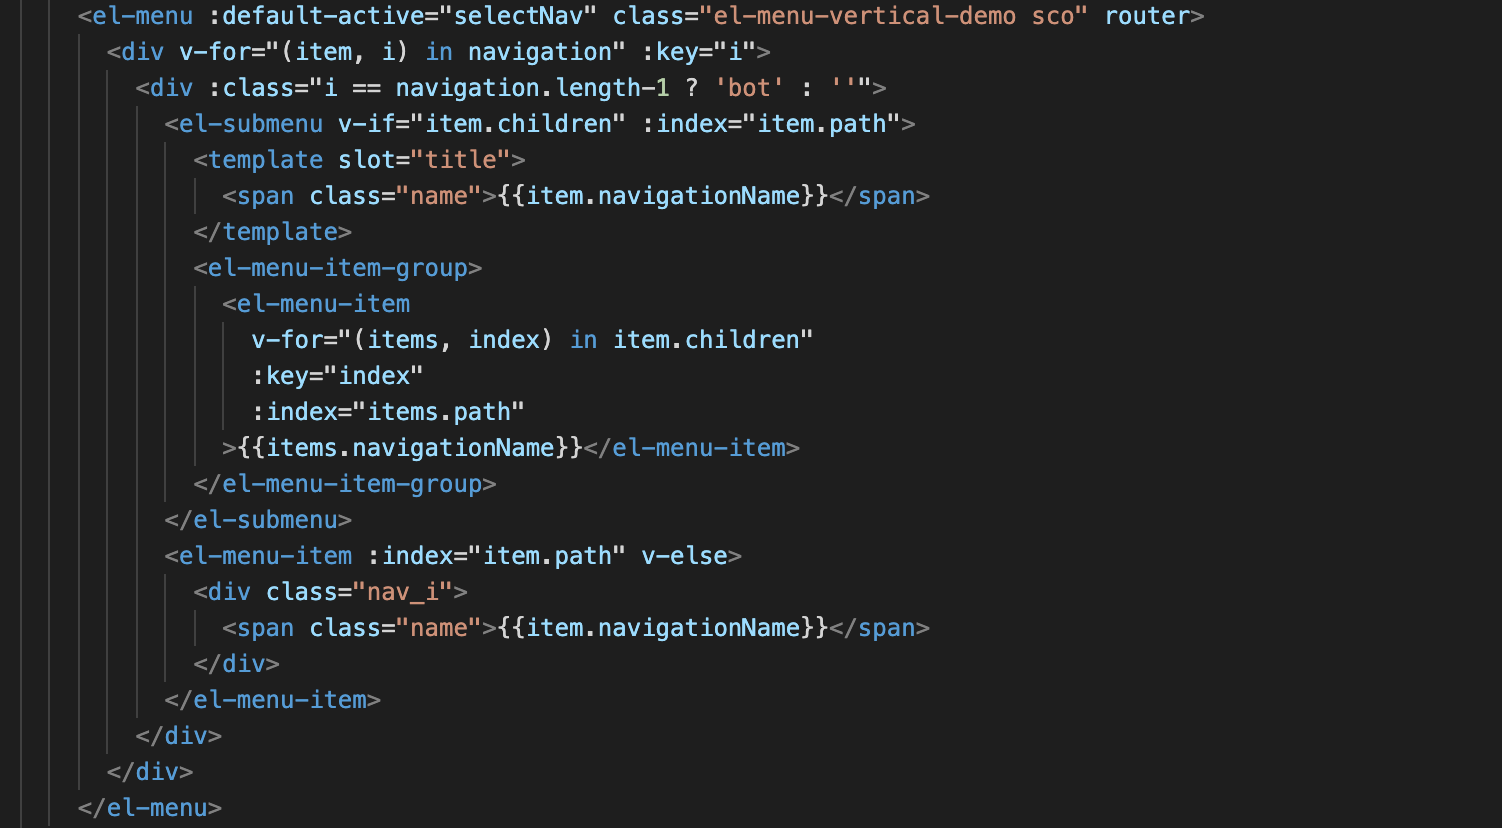 <el-menu :default-active="selectNav" class="el-menu-vertical-demo sco" router>
<div v-for="(item, i) in navigation" :key="i">
<div :class="i == navigation.length-1 ? 'bot' : ''">
<el-submenu v-if="item.children" :index="item.path">
<template slot="title">
<span class="name">{{item.navigationName}}</span>
</template>
<el-menu-item-group>
<el-menu-item
v-for="(items, index) in item.children"
:key="index"
:index="items.path"
>{{items.navigationName}}</el-menu-item>
</el-menu-item-group>
</el-submenu>
<el-menu-item :index="item.path" v-else>
<div class="nav_i">
<span class="name">{{item.navigationName}}</span>
</div>
</el-menu-item>
</div>
</div>
</el-menu>